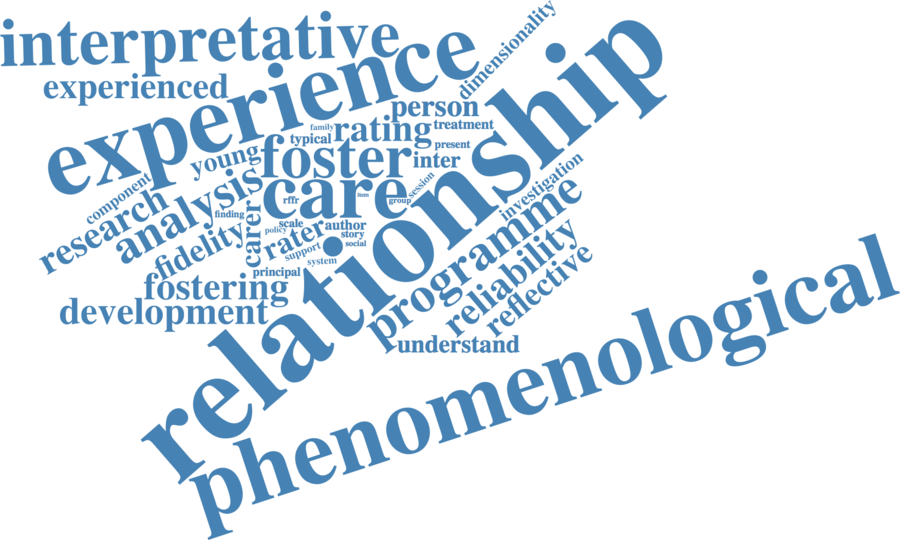 interpretative
experienced
experience
dimensionality
relationship
person
family
rating
treatment
typical
present
young
foster
inter
component
analysis
care
session
item
group
rffr
research
finding
carer
scale
policy
author
rater
story
social
investigation
fidelity
support
system
programme
principal
fostering
reliability
development
reflective
understand
phenomenological